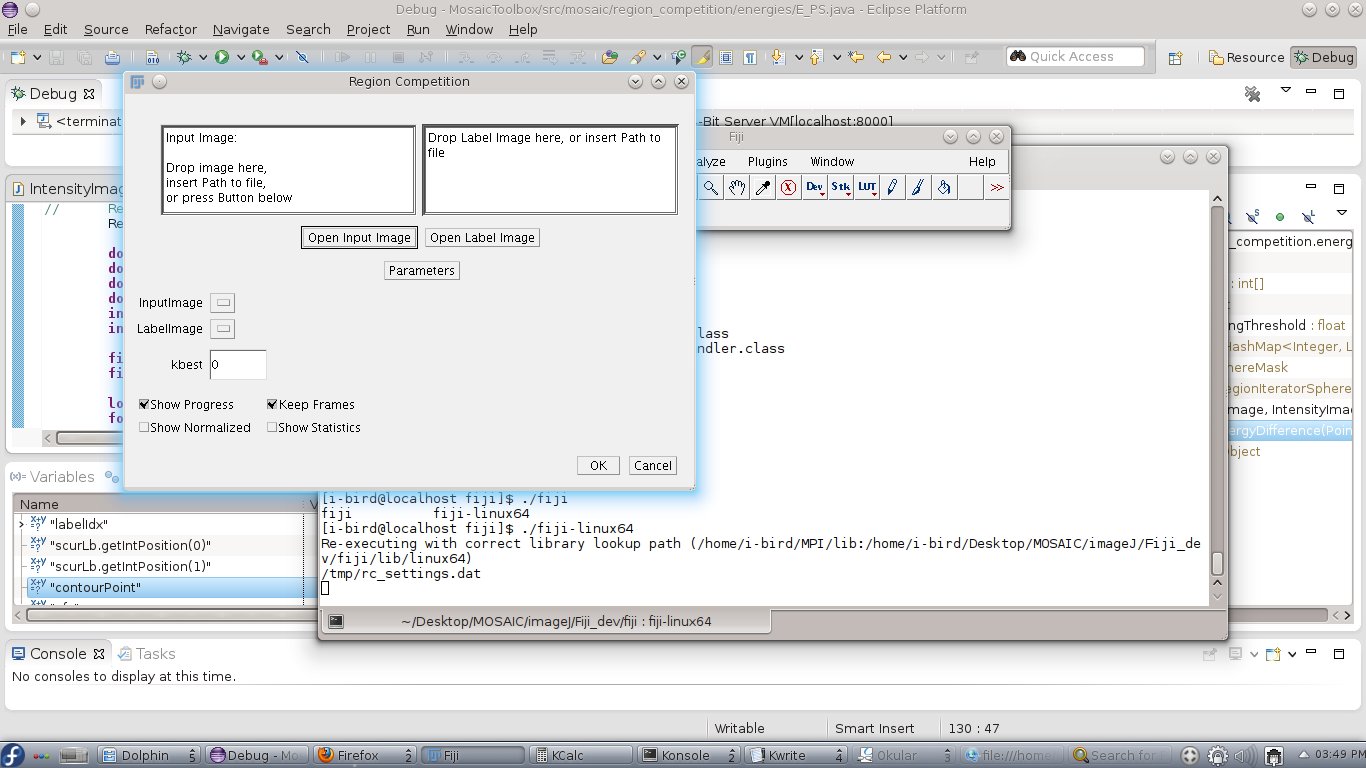 Debug - MosaicToolbox/src/mosaic/region_competition/energies/E_PS.java - Eclipse Platform
File Edit Source Refactor Navigate Search Project Run Window Help
Quick Access
Resource
Debug
Region Competition
Debug
<terminat
-Bit Server VM[localhost:8000]
Input Image:
Drop image here,
insert Path to file,
or press Button below
Drop Label Image here, or insert Path to
file
Open Input Image
Open Label Image
Parameters
InputImage
LabelImage
kbest 0
Show Progress
Keep Frames
Show Normalized
Show Statistics
OK
Cancel
Fiji
alyze Plugins Window Help
Dev
Stk
LUT
>>
IntensityImag
// Re
Re
do
do
do
do
in
in
fi
fi
lo
fo
lass
ndler.class
_competition.energ
: int[]
ngThreshold : float
HashMap<Integer, L
hereMask
egionIteratorSphere
mage, IntensityImag
ergyDifference(Poin
bject
(x)= Variables
Name
"labelIdx"
"scurLb.getIntPosition(0)"
"scurLb.getIntPosition(1)"
"contourPoint"
[i-bird@localhost fiji]$ ./fiji
fiji fiji-linux64
[i-bird@localhost fiji]$ ./fiji-linux64
Re-executing with correct library lookup path (/home/i-bird/MPI/lib:/home/i-bird/Desktop/MOSAIC/imageJ/Fiji_de
v/fiji/lib/linux64)
/tmp/rc_settings.dat
~/Desktop/MOSAIC/imageJ/Fiji_dev/fiji : fiji-linux64
Console
Tasks
No consoles to display at this time.
Writable
Smart Insert
130 : 47
Dolphin 5
Debug - Mo
Firefox 2
Fiji
KCalc
Konsole 2
Kwrite 4
Okular 3
file:///home
Search for F
03:49 PM